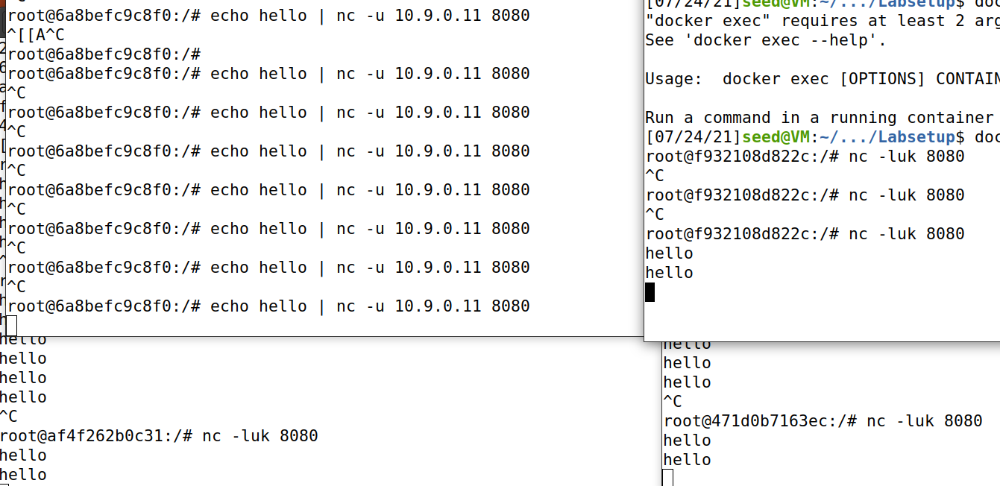 root@6a8befc9c8f0:/# echo hello | nc -u 10.9.0.11 8080
^[[A^C
root@6a8befc9c8f0:/#
root@6a8befc9c8f0:/# echo hello | nc -u 10.9.0.11 8080
^C
root@6a8befc9c8f0:/# echo hello | nc -u 10.9.0.11 8080
^C
root@6a8befc9c8f0:/# echo hello | nc -u 10.9.0.11 8080
^C
root@6a8befc9c8f0:/# echo hello | nc -u 10.9.0.11 8080
^C
root@6a8befc9c8f0:/# echo hello | nc -u 10.9.0.11 8080
^C
root@6a8befc9c8f0:/# echo hello | nc -u 10.9.0.11 8080
^C
root@6a8befc9c8f0:/# echo hello | nc -u 10.9.0.11 8080
[07/24/21]seed@VM:~/.../Labsetup$ doc
"docker exec" requires at least 2 arg
See 'docker exec --help'.
Usage:  docker exec [OPTIONS] CONTAIN
Run a command in a running container
[07/24/21]seed@VM:~/.../Labsetup$ doc
root@f932108d822c:/# nc -luk 8080
^C
root@f932108d822c:/# nc -luk 8080
^C
root@f932108d822c:/# nc -luk 8080
hello
hello
hello
hello
hello
hello
^C
root@af4f262b0c31:/# nc -luk 8080
hello
hello
hello
hello
hello
^C
root@471d0b7163ec:/# nc -luk 8080
hello
hello